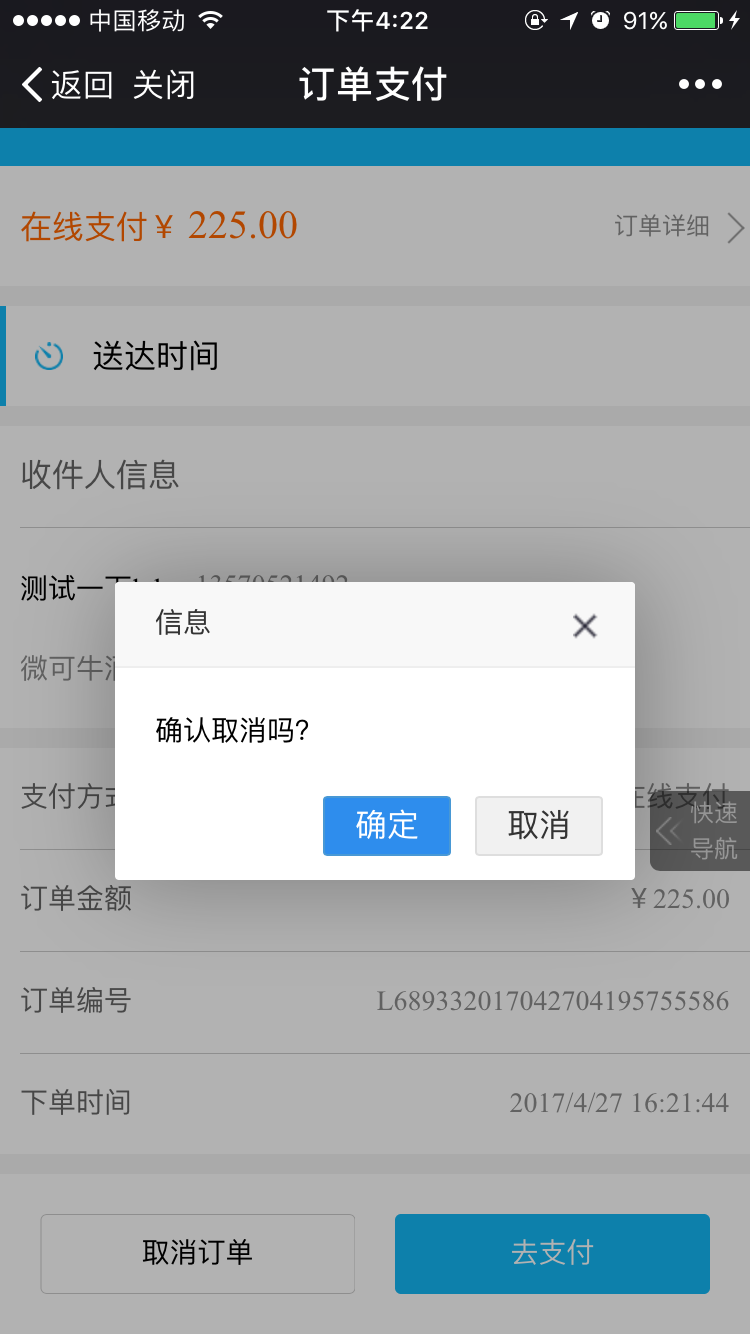 中国移动 下午4:22 91%
返回 关闭 订单支付
在线支付￥ 225.00 订单详细
送达时间
收件人信息
测试一下
微可牛
信息
确认取消吗?
确定 取消
支付方式 在线支付
快速
导航
订单金额 ￥225.00
订单编号 L689332017042704195755586
下单时间 2017/4/27 16:21:44
取消订单 去支付